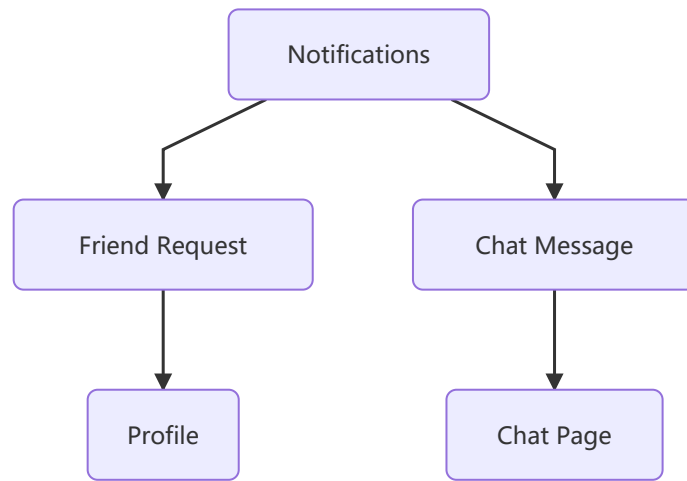 Notifications
Friend Request
Chat Message
Profile
Chat Page